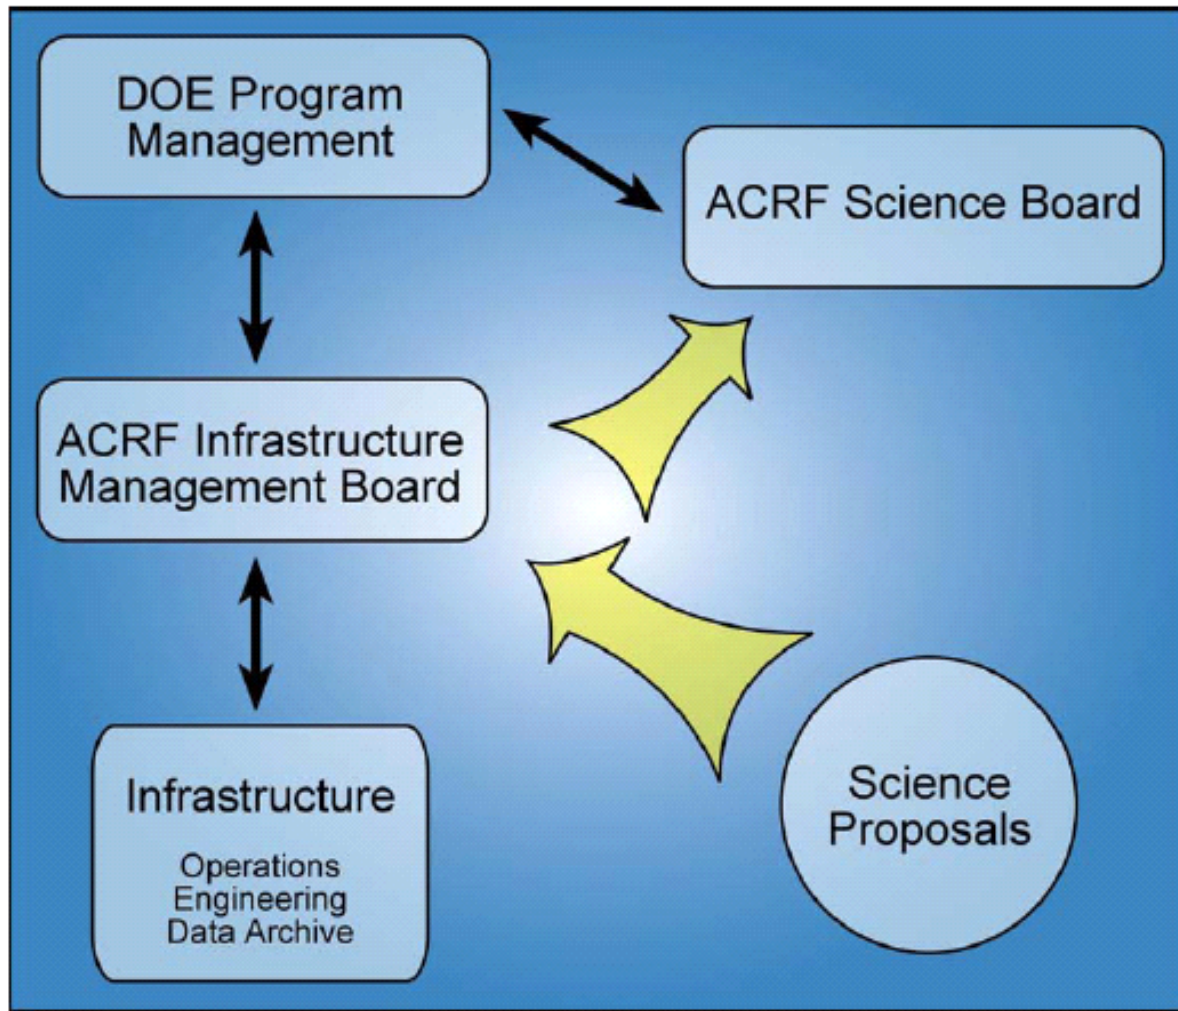 DOE Program
Management
ACRF Science Board
ACRF Infrastructure
Management Board
Infrastructure
Operations
Engineering
Data Archive
Science
Proposals